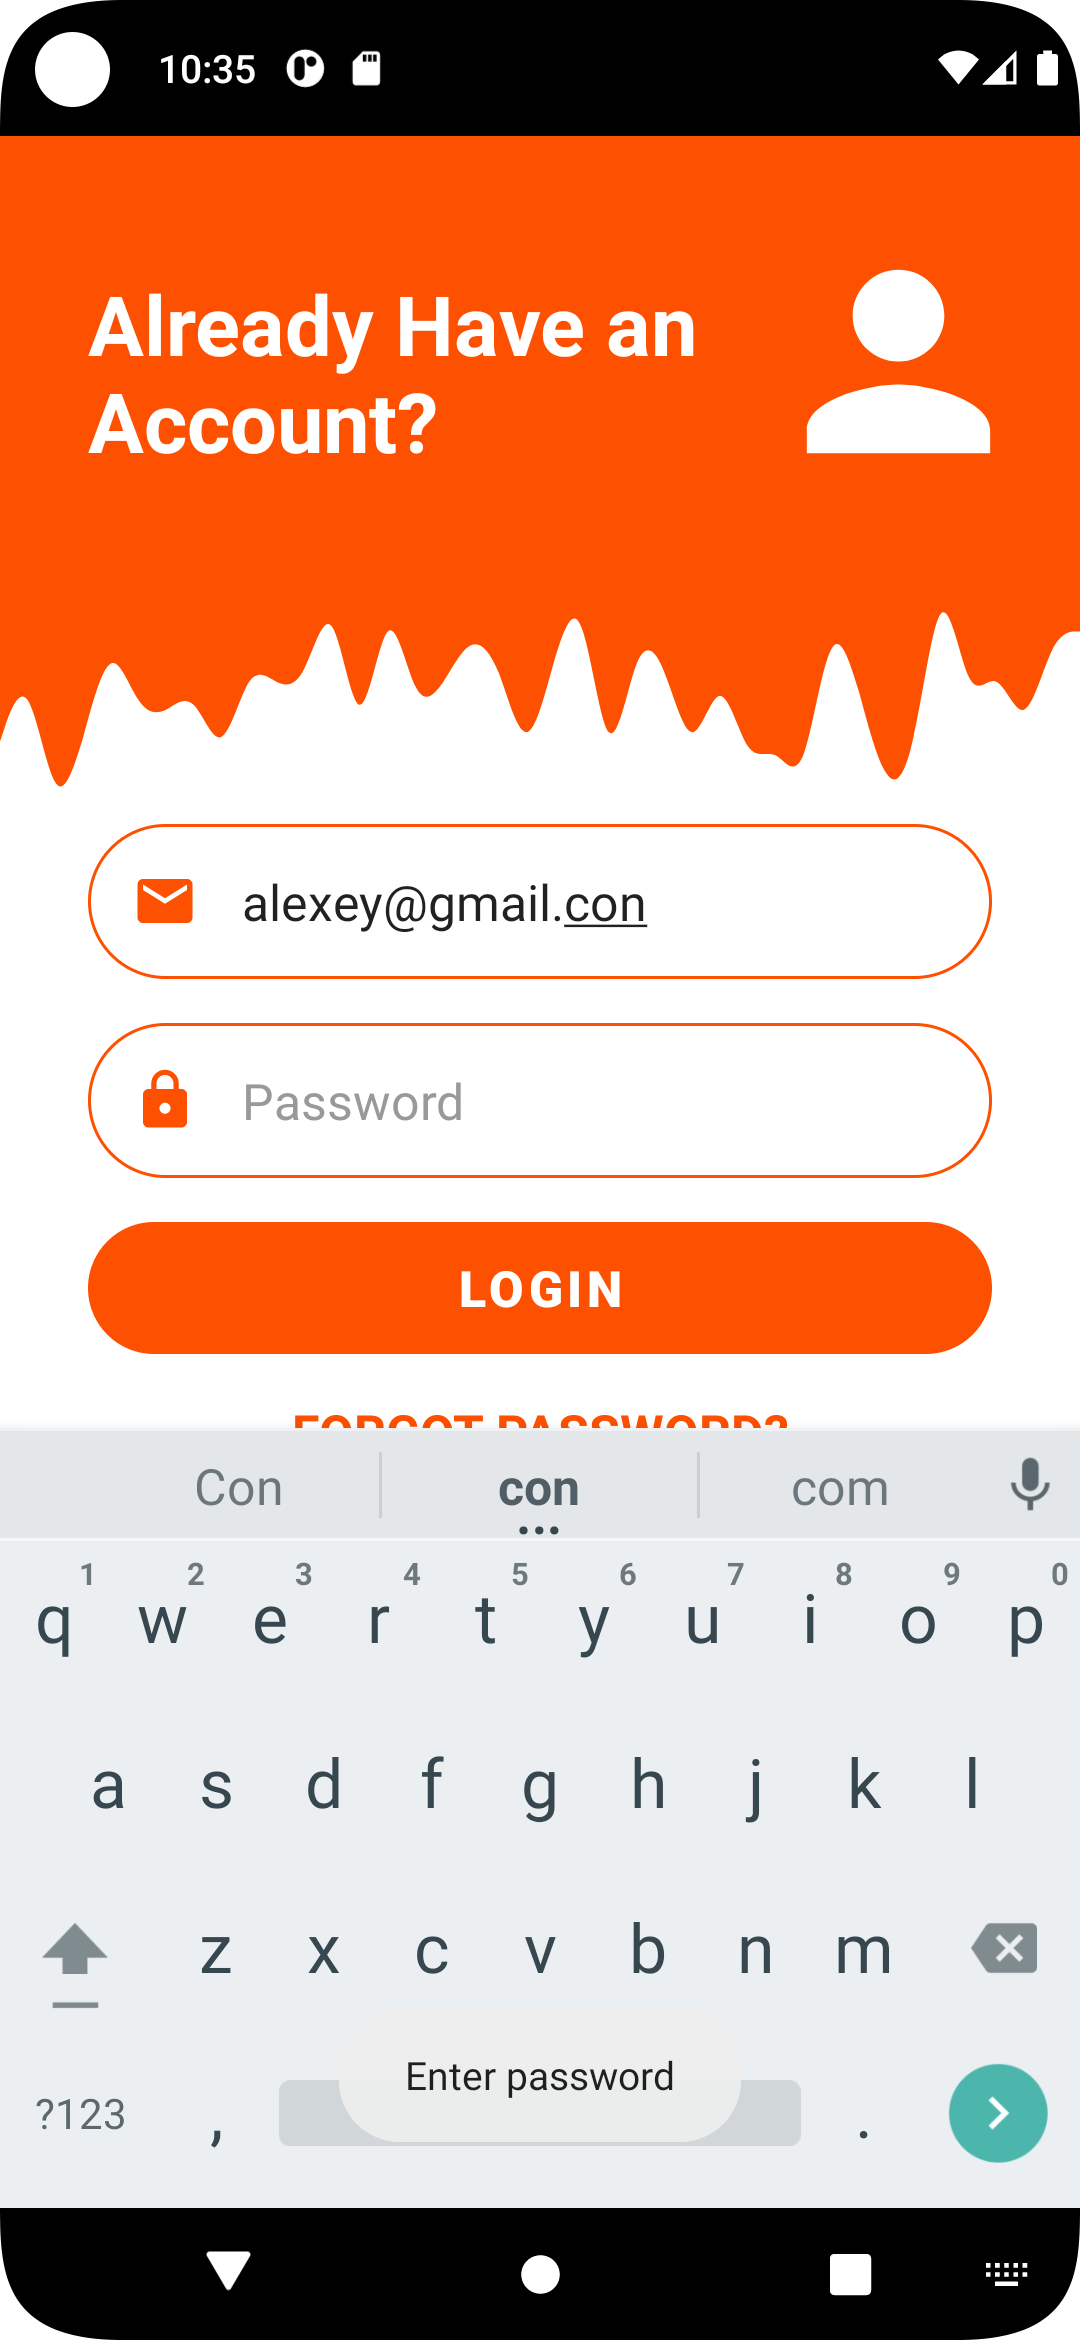 10:35
Already Have an
Account?
alexey@gmail.con
Password
LOGIN
FORGOT PASSWORD?
Con con com
1 2 3 4 5 6 7 8 9 0
q w e r t y u i o p
a s d f g h j k l
z x c v b n m
Enter password
?123 , .